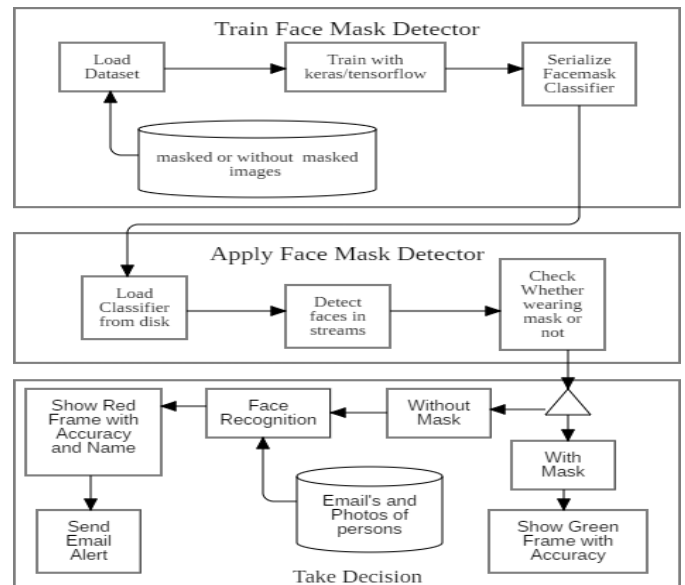 Train Face Mask Detector
Load
Dataset
Train with
keras/tensorflow
Serialize
Facemask
Classifier
masked or without masked
images
Apply Face Mask Detector
Load
Classifier
from disk
Detect
faces in
streams
Check
Whether
wearing
mask or
not
Show Red
Frame with
Accuracy
and Name
Face
Recognition
Without
Mask
With
Mask
Email's and
Photos of
persons
Send
Email
Alert
Show Green
Frame with
Accuracy
Take Decision